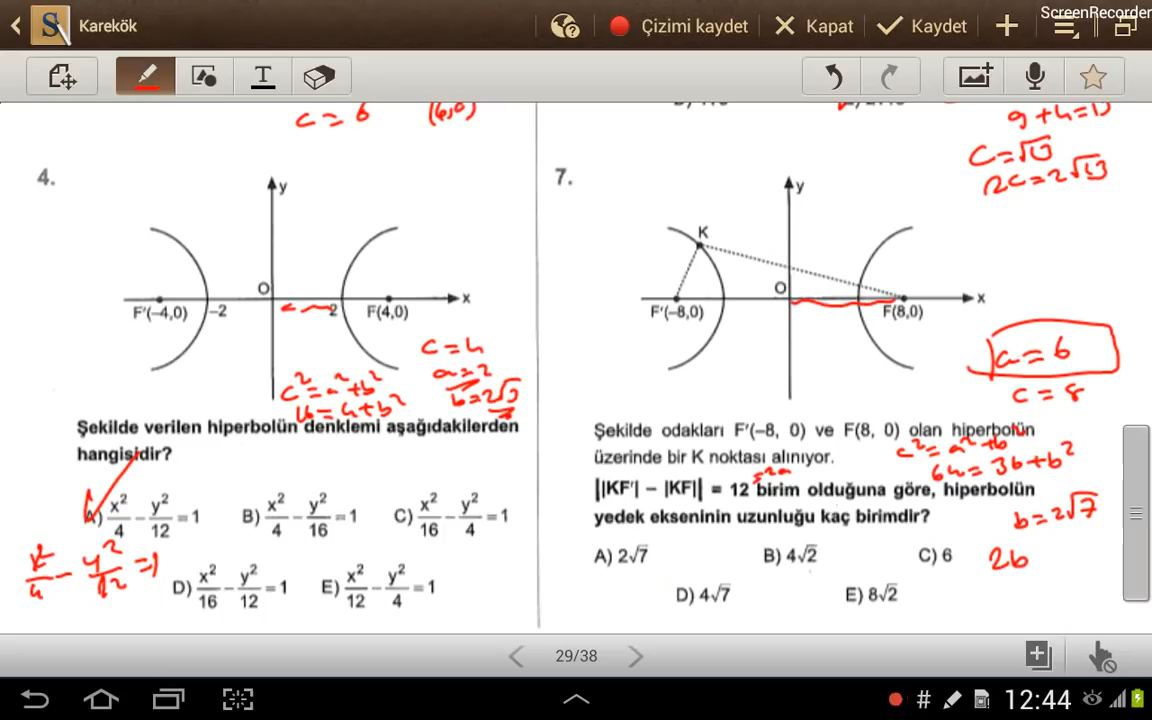 ScreenRecorder
Karekök
Çizimi kaydet
Kapat
Kaydet
T
c = 6
(6,0)
9 + 4 = 13
c = √13
2c = 2√13
4.
y
O
x
F'(–4,0)
–2
2
F(4,0)
c = 4
a = 2
b = 2√3
c² = a² + b²
16 = 4 + b²
Şekilde verilen hiperbolün denklemi aşağıdakilerden
hangisidir?
A) x²/4 – y²/12 = 1
B) x²/4 – y²/16 = 1
C) x²/16 – y²/4 = 1
D) x²/16 – y²/12 = 1
E) x²/12 – y²/4 = 1
x²/4 – y²/12 = 1
7.
y
K
O
x
F'(–8,0)
F(8,0)
a = 6
c = 8
Şekilde odakları F'(–8, 0) ve F(8, 0) olan hiperbolün
üzerinde bir K noktası alınıyor.
c² = a² + b²
64 = 36 + b²
= 2a
||KF'| – |KF|| = 12 birim olduğuna göre, hiperbolün
yedek ekseninin uzunluğu kaç birimdir?
b = 2√7
A) 2√7
B) 4√2
C) 6
2b
D) 4√7
E) 8√2
29/38
12:44